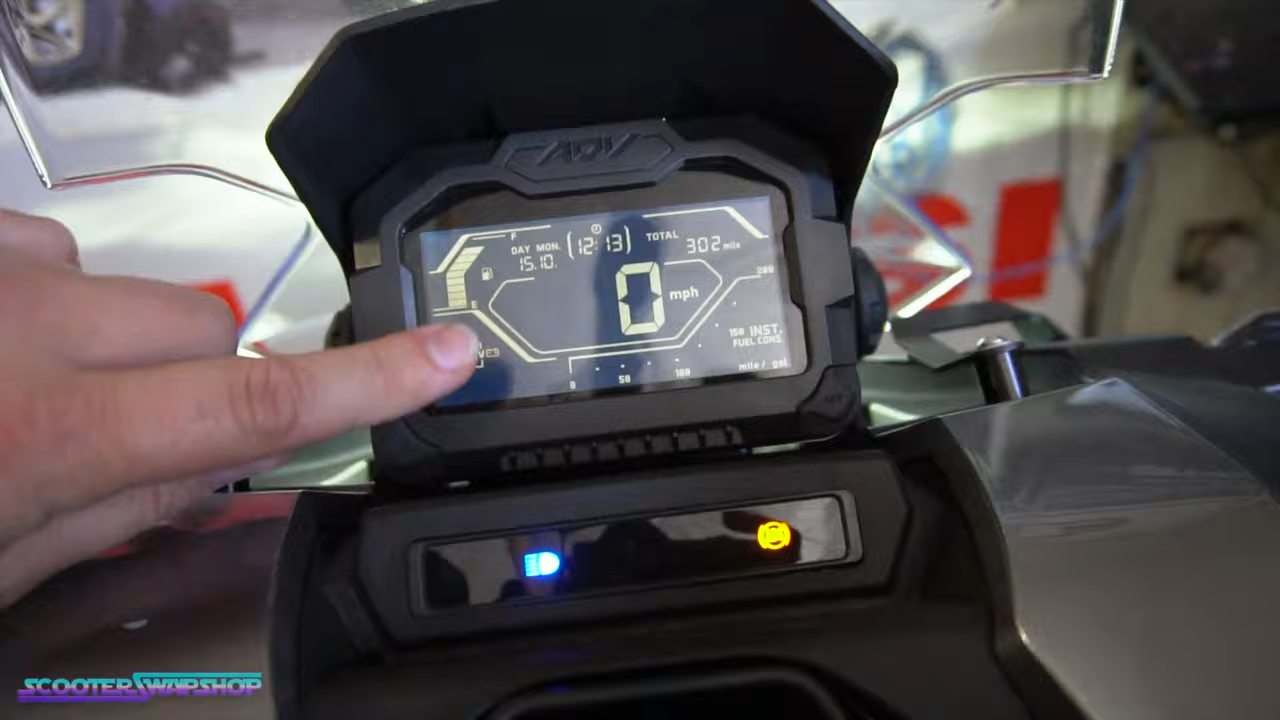 ADV
F
DAY MON. (12:13) TOTAL 302 mile
15.10.
E
0 mph
200
150 INST.
FUEL CONS
mile/ gal
0 50 100
V
ABS
SCOOTERSWAPSHOP